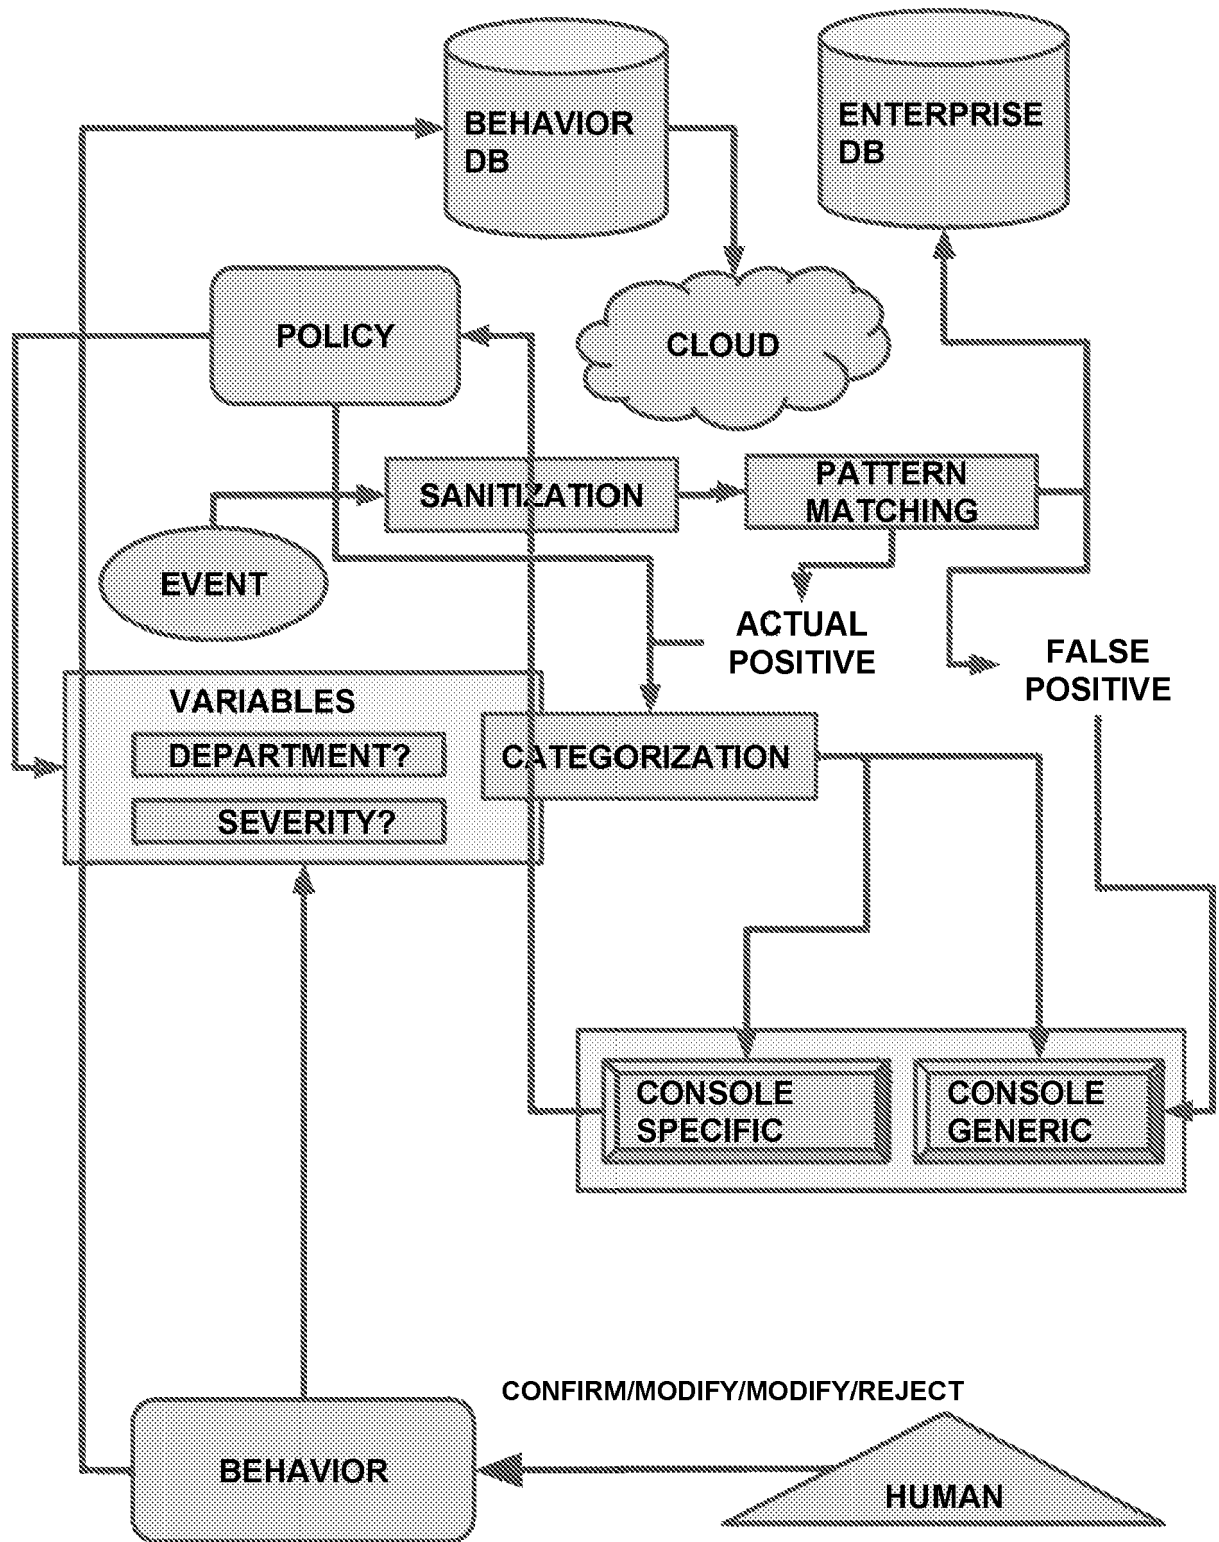 BEHAVIOR
DB
ENTERPRISE
DB
POLICY
CLOUD
SANITIZATION
PATTERN
MATCHING
EVENT
ACTUAL
POSITIVE
FALSE
POSITIVE
VARIABLES
DEPARTMENT?
SEVERITY?
CATEGORIZATION
CONSOLE
SPECIFIC
CONSOLE
GENERIC
CONFIRM/MODIFY/MODIFY/REJECT
BEHAVIOR
HUMAN